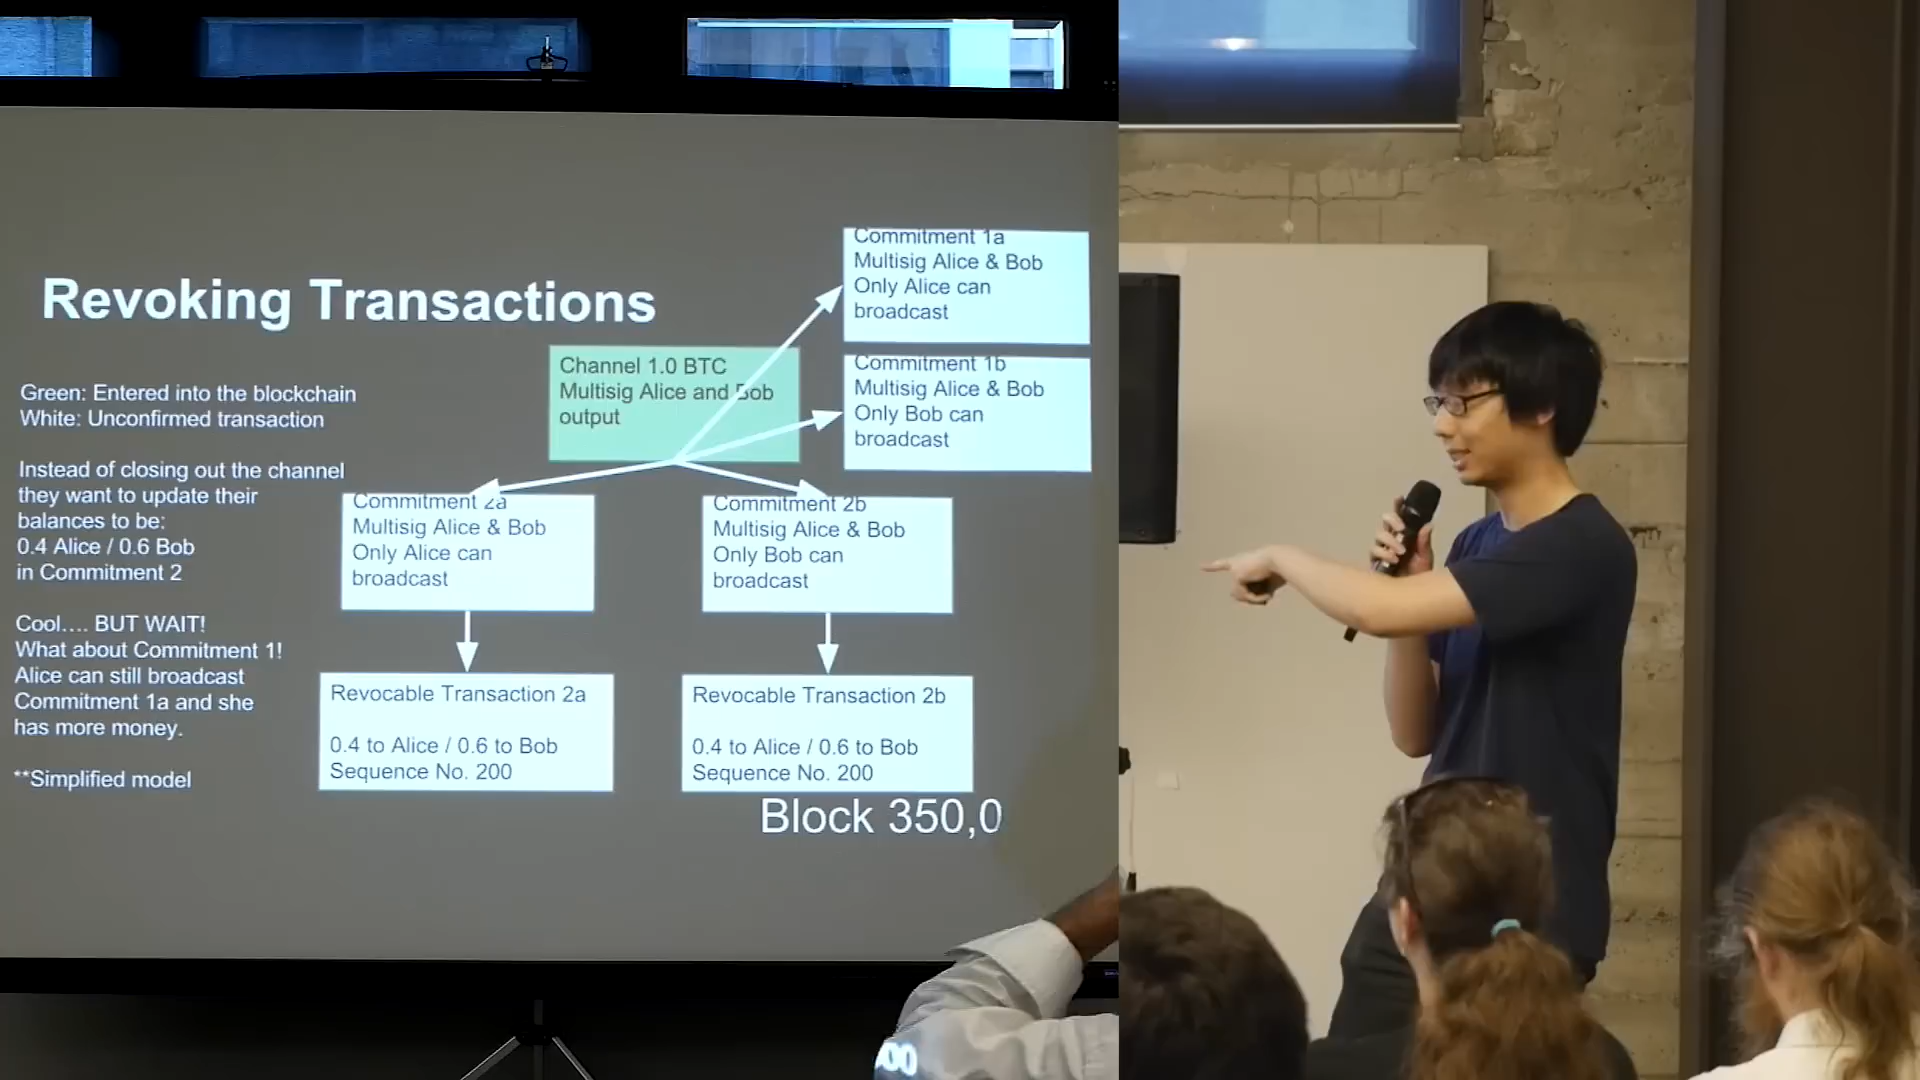 Revoking Transactions
Green: Entered into the blockchain
White: Unconfirmed transaction
Instead of closing out the channel
they want to update their
balances to be:
0.4 Alice / 0.6 Bob
in Commitment 2
Cool.... BUT WAIT!
What about Commitment 1!
Alice can still broadcast
Commitment 1a and she
has more money.
**Simplified model
Channel 1.0 BTC
Multisig Alice and Bob
output
Commitment 1a
Multisig Alice & Bob
Only Alice can
broadcast
Commitment 1b
Multisig Alice & Bob
Only Bob can
broadcast
Commitment 2a
Multisig Alice & Bob
Only Alice can
broadcast
Commitment 2b
Multisig Alice & Bob
Only Bob can
broadcast
Revocable Transaction 2a
0.4 to Alice / 0.6 to Bob
Sequence No. 200
Revocable Transaction 2b
0.4 to Alice / 0.6 to Bob
Sequence No. 200
Block 350,0
00